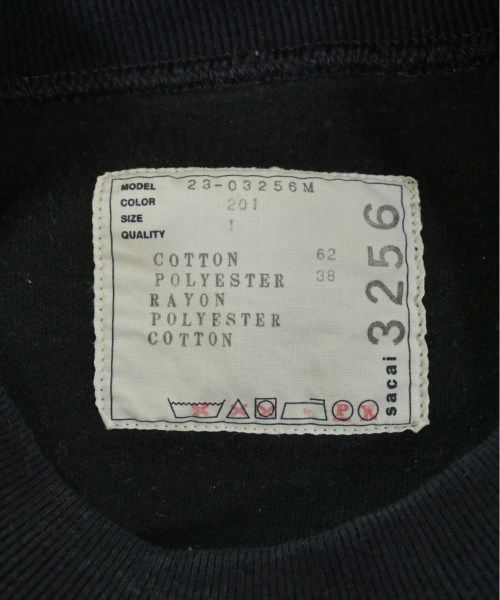 MODEL 23-03256M
COLOR 201
SIZE 1
QUALITY
COTTON 62
POLYESTER 38
RAYON
POLYESTER
COTTON
P W
sacai 3256